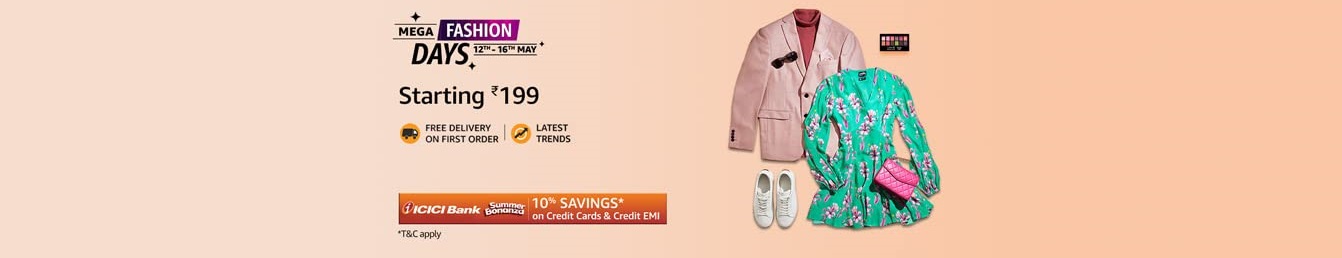 MEGA FASHION
DAYS 12TH - 16TH MAY
Starting ₹199
FREE DELIVERY
ON FIRST ORDER
LATEST
TRENDS
ICICI Bank
Summer
Bonanza
10% SAVINGS*
on Credit Cards & Credit EMI
*T&C apply